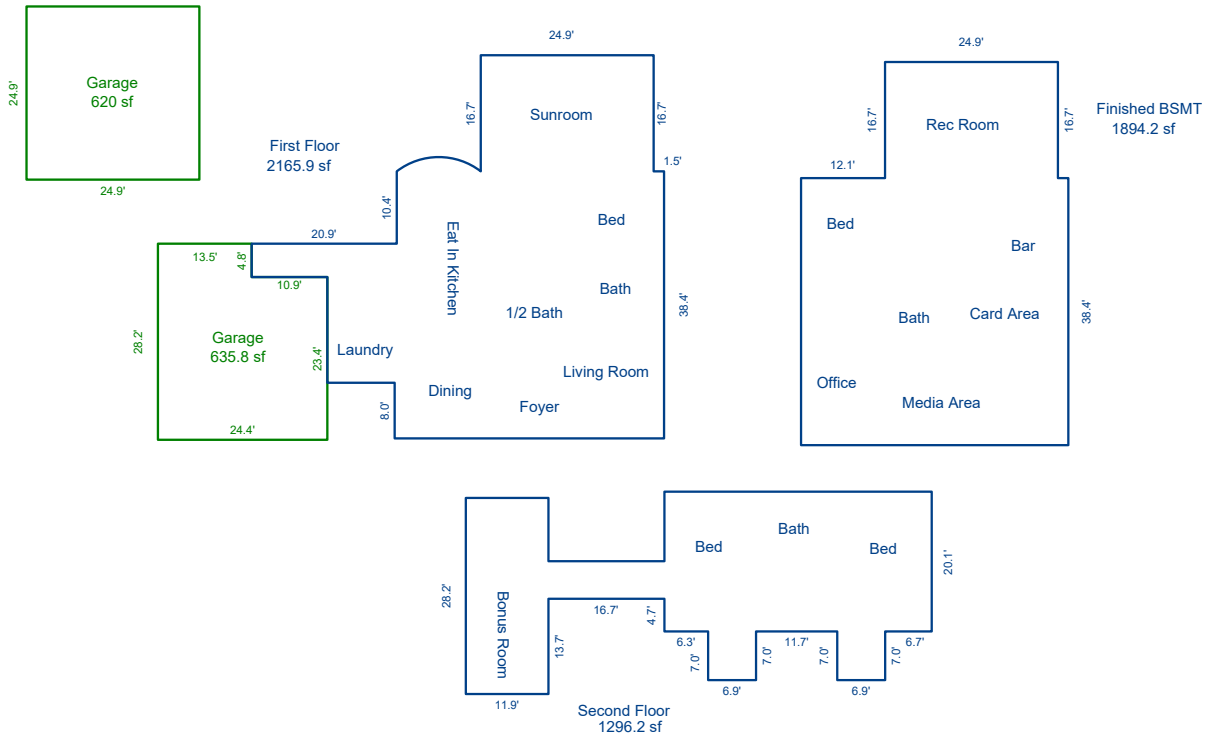 Garage
620 sf
24.9'
24.9'
First Floor
2165.9 sf
24.9'
16.7'
16.7'
Sunroom
1.5'
10.4'
20.9'
4.8'
13.5'
10.9'
28.2'
Garage
635.8 sf
23.4'
24.4'
Eat In Kitchen
Bed
Bath
1/2 Bath
38.4'
Laundry
Living Room
Dining
Foyer
8.0'
24.9'
16.7'
16.7'
Rec Room
Finished BSMT
1894.2 sf
12.1'
Bed
Bar
Bath
Card Area
38.4'
Office
Media Area
28.2'
Bonus Room
11.9'
13.7'
16.7'
4.7'
Bed
Bath
Bed
20.1'
6.3'
7.0'
6.9'
7.0'
11.7'
7.0'
6.9'
7.0'
6.7'
Second Floor
1296.2 sf